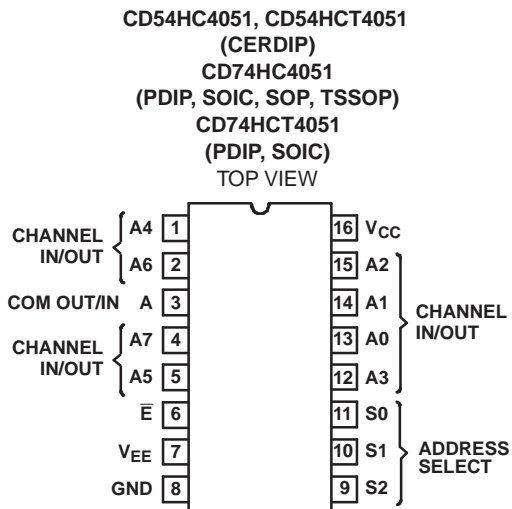 CD54HC4051, CD54HCT4051
(CERDIP)
CD74HC4051
(PDIP, SOIC, SOP, TSSOP)
CD74HCT4051
(PDIP, SOIC)
TOP VIEW
CHANNEL
IN/OUT
A4 1
A6 2
COM OUT/IN A 3
CHANNEL
IN/OUT
A7 4
A5 5
E̅ 6
VEE 7
GND 8
16 VCC
15 A2
14 A1
13 A0
12 A3
CHANNEL
IN/OUT
11 S0
10 S1
9 S2
ADDRESS
SELECT